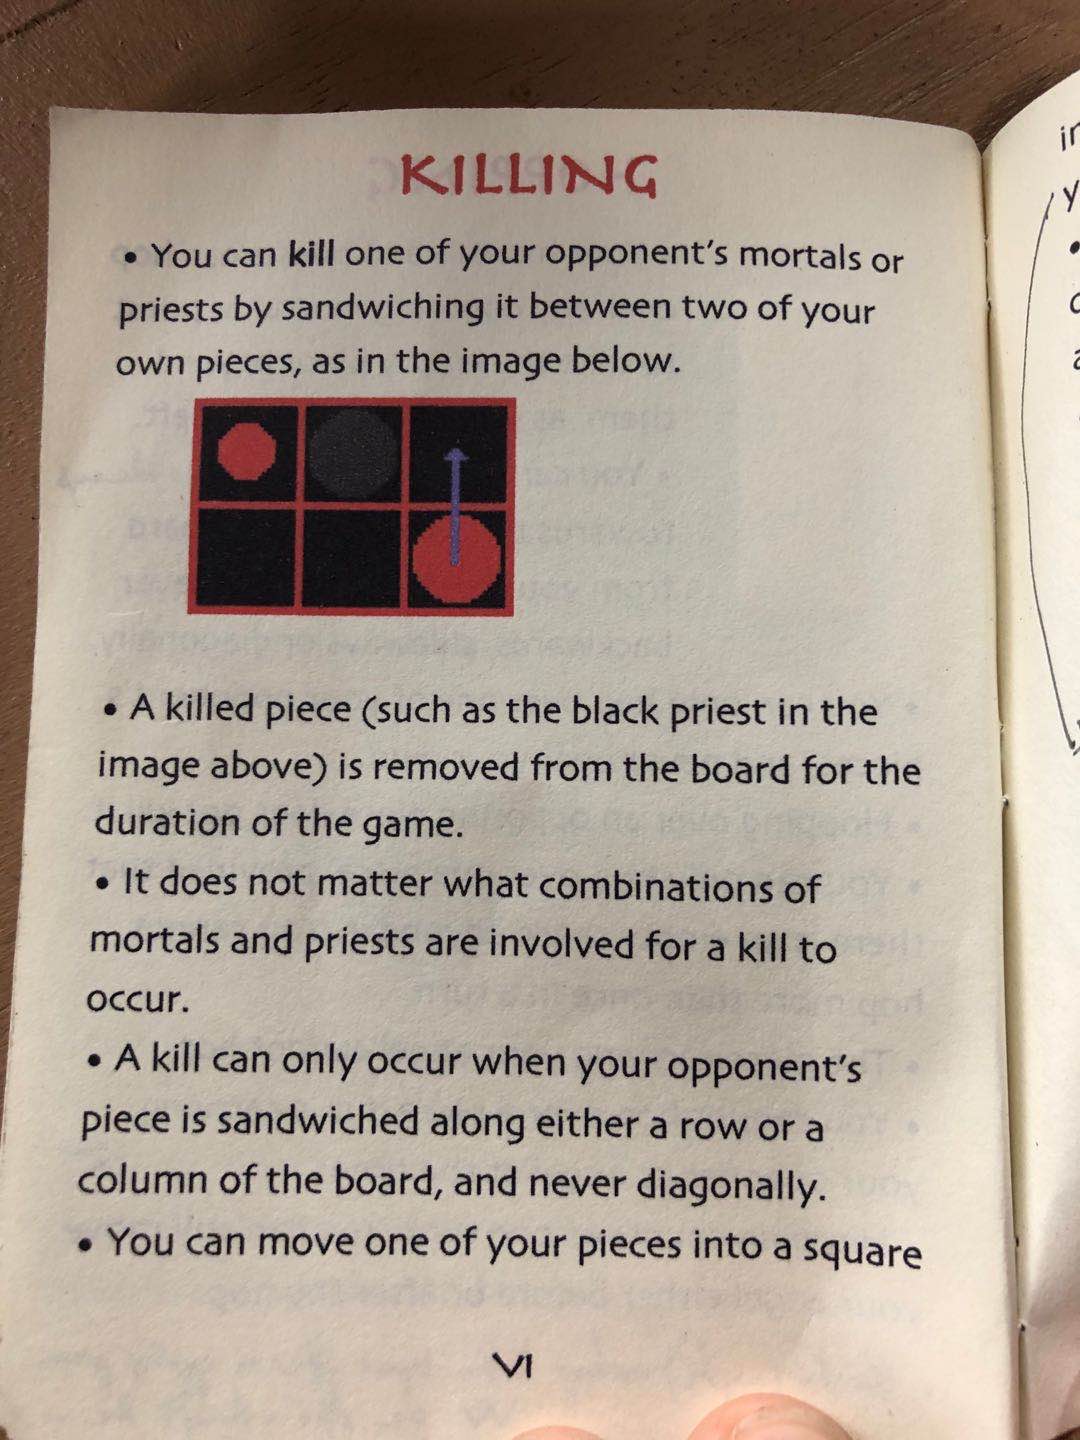 KILLING
• You can kill one of your opponent's mortals or
priests by sandwiching it between two of your
own pieces, as in the image below.
• A killed piece (such as the black priest in the
image above) is removed from the board for the
duration of the game.
• It does not matter what combinations of
mortals and priests are involved for a kill to
occur.
• A kill can only occur when your opponent's
piece is sandwiched along either a row or a
column of the board, and never diagonally.
• You can move one of your pieces into a square
VI